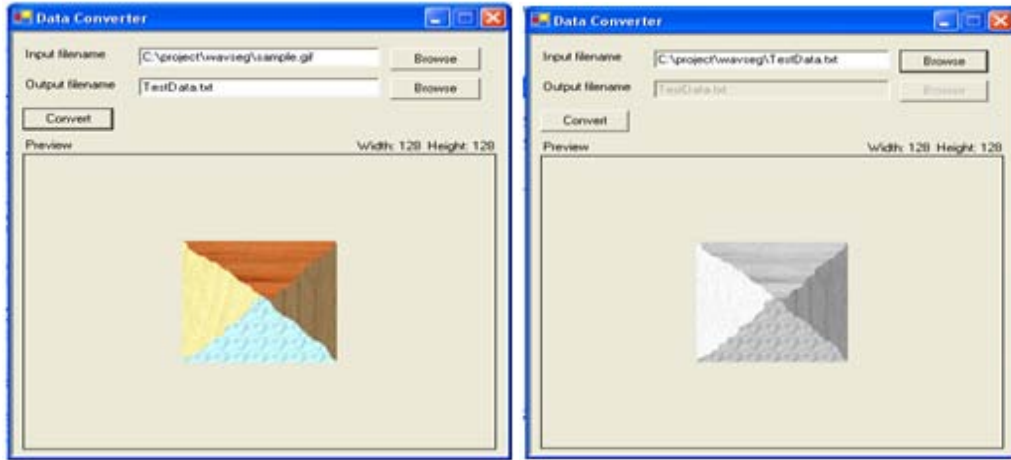 Data Converter
Input filename C:\project\wavseg\sample.gif Browse
Output filename TestData.txt Browse
Convert
Preview Width: 128 Height: 128
Data Converter
Input filename C:\project\wavseg\TestData.txt Browse
Output filename TestData.txt Browse
Convert
Preview Width: 128 Height: 128